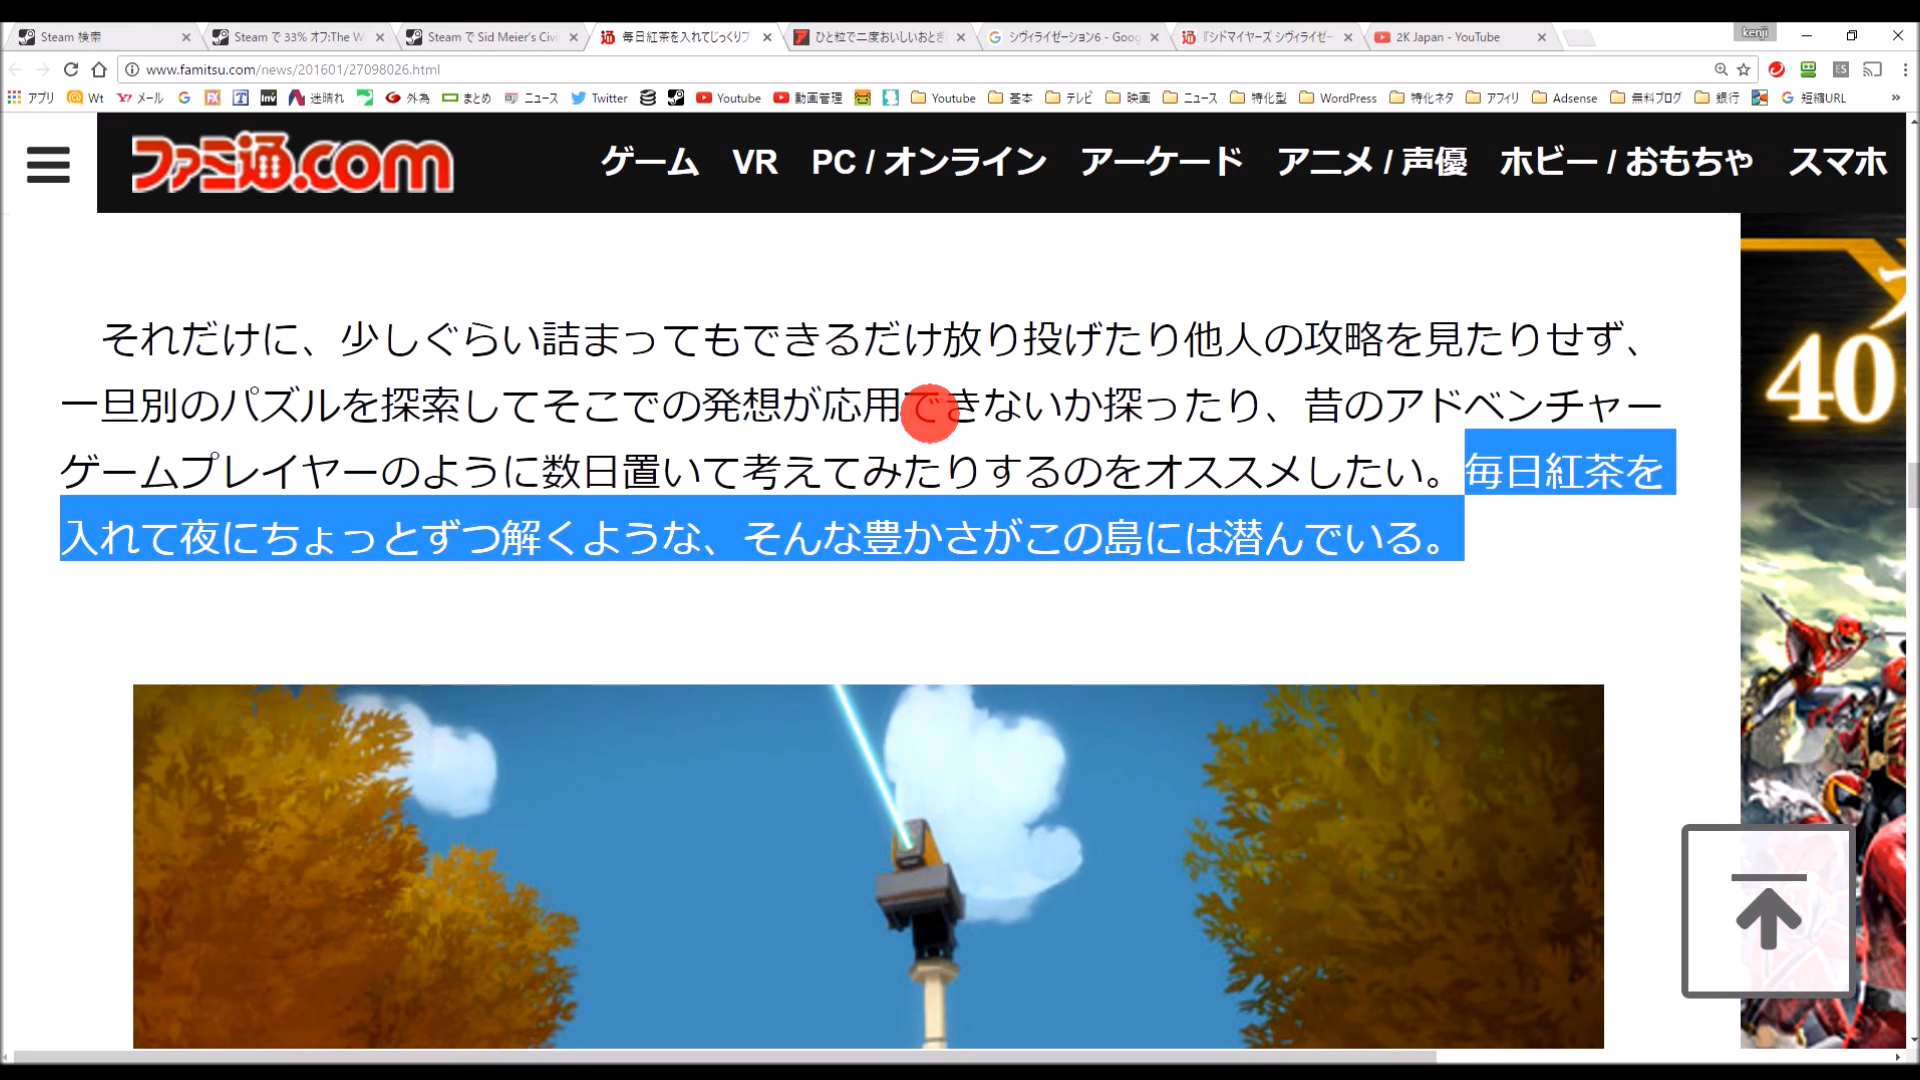 Steam 検索
Steam で 33% オフ:The W
Steam で Sid Meier's Civi
毎日紅茶を入れてじっくりプ
ひと粒で二度おいしいおとぎ
シヴィライゼーション6 - Goog
『シドマイヤーズ シヴィライゼー
2K Japan - YouTube
kenji
www.famitsu.com/news/201601/27098026.html
アプリ Wt メール 迷晴れ 外為 まとめ ニュース Twitter Youtube 動画管理 Youtube 基本 テレビ 映画 ニュース 特化型 WordPress 特化ネタ アフィリ Adsense 無料ブログ 銀行 短縮URL
ファミ通.com
ゲーム VR PC / オンライン アーケード アニメ / 声優 ホビー / おもちゃ スマホ
それだけに、少しぐらい詰まってもできるだけ放り投げたり他人の攻略を見たりせず、
一旦別のパズルを探索してそこでの発想が応用できないか探ったり、昔のアドベンチャー
ゲームプレイヤーのように数日置いて考えてみたりするのをオススメしたい。毎日紅茶を
入れて夜にちょっとずつ解くような、そんな豊かさがこの島には潜んでいる。
40